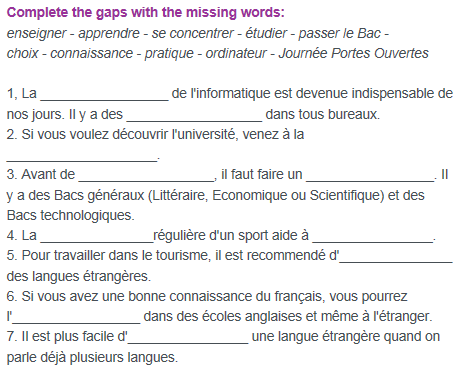 Complete the gaps with the missing words:
enseigner - apprendre - se concentrer - étudier - passer le Bac -
choix - connaissance - pratique - ordinateur - Journée Portes Ouvertes
1, La _________________ de l'informatique est devenue indispensable de
nos jours. Il y a des __________________ dans tous bureaux.
2. Si vous voulez découvrir l'université, venez à la
____________________.
3. Avant de __________________, il faut faire un _________________. Il
y a des Bacs généraux (Littéraire, Economique ou Scientifique) et des
Bacs technologiques.
4. La _______________régulière d'un sport aide à ________________.
5. Pour travailler dans le tourisme, il est recommendé d'_______________
des langues étrangères.
6. Si vous avez une bonne connaissance du français, vous pourrez
l'_________________ dans des écoles anglaises et même à l'étranger.
7. Il est plus facile d'________________ une langue étrangère quand on
parle déjà plusieurs langues.